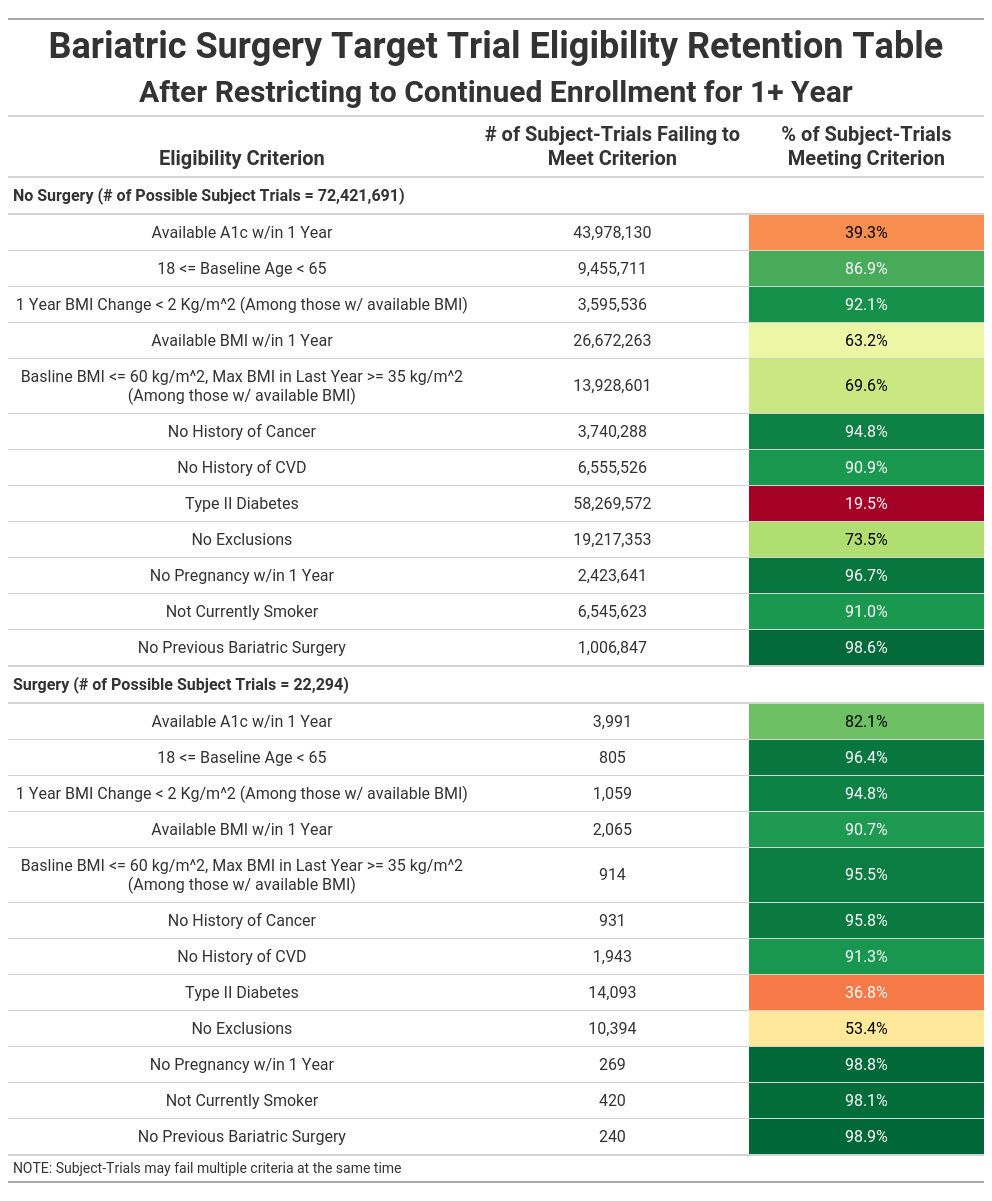 Bariatric Surgery Target Trial Eligibility Retention Table
After Restricting to Continued Enrollment for 1+ Year
Eligibility Criterion # of Subject-Trials Failing to Meet Criterion % of Subject-Trials Meeting Criterion
No Surgery (# of Possible Subject Trials = 72,421,691)
Available A1c w/in 1 Year 43,978,130 39.3%
18 <= Baseline Age < 65 9,455,711 86.9%
1 Year BMI Change < 2 Kg/m^2 (Among those w/ available BMI) 3,595,536 92.1%
Available BMI w/in 1 Year 26,672,263 63.2%
Basline BMI <= 60 kg/m^2, Max BMI in Last Year >= 35 kg/m^2
(Among those w/ available BMI) 13,928,601 69.6%
No History of Cancer 3,740,288 94.8%
No History of CVD 6,555,526 90.9%
Type II Diabetes 58,269,572 19.5%
No Exclusions 19,217,353 73.5%
No Pregnancy w/in 1 Year 2,423,641 96.7%
Not Currently Smoker 6,545,623 91.0%
No Previous Bariatric Surgery 1,006,847 98.6%
Surgery (# of Possible Subject Trials = 22,294)
Available A1c w/in 1 Year 3,991 82.1%
18 <= Baseline Age < 65 805 96.4%
1 Year BMI Change < 2 Kg/m^2 (Among those w/ available BMI) 1,059 94.8%
Available BMI w/in 1 Year 2,065 90.7%
Basline BMI <= 60 kg/m^2, Max BMI in Last Year >= 35 kg/m^2
(Among those w/ available BMI) 914 95.5%
No History of Cancer 931 95.8%
No History of CVD 1,943 91.3%
Type II Diabetes 14,093 36.8%
No Exclusions 10,394 53.4%
No Pregnancy w/in 1 Year 269 98.8%
Not Currently Smoker 420 98.1%
No Previous Bariatric Surgery 240 98.9%
NOTE: Subject-Trials may fail multiple criteria at the same time